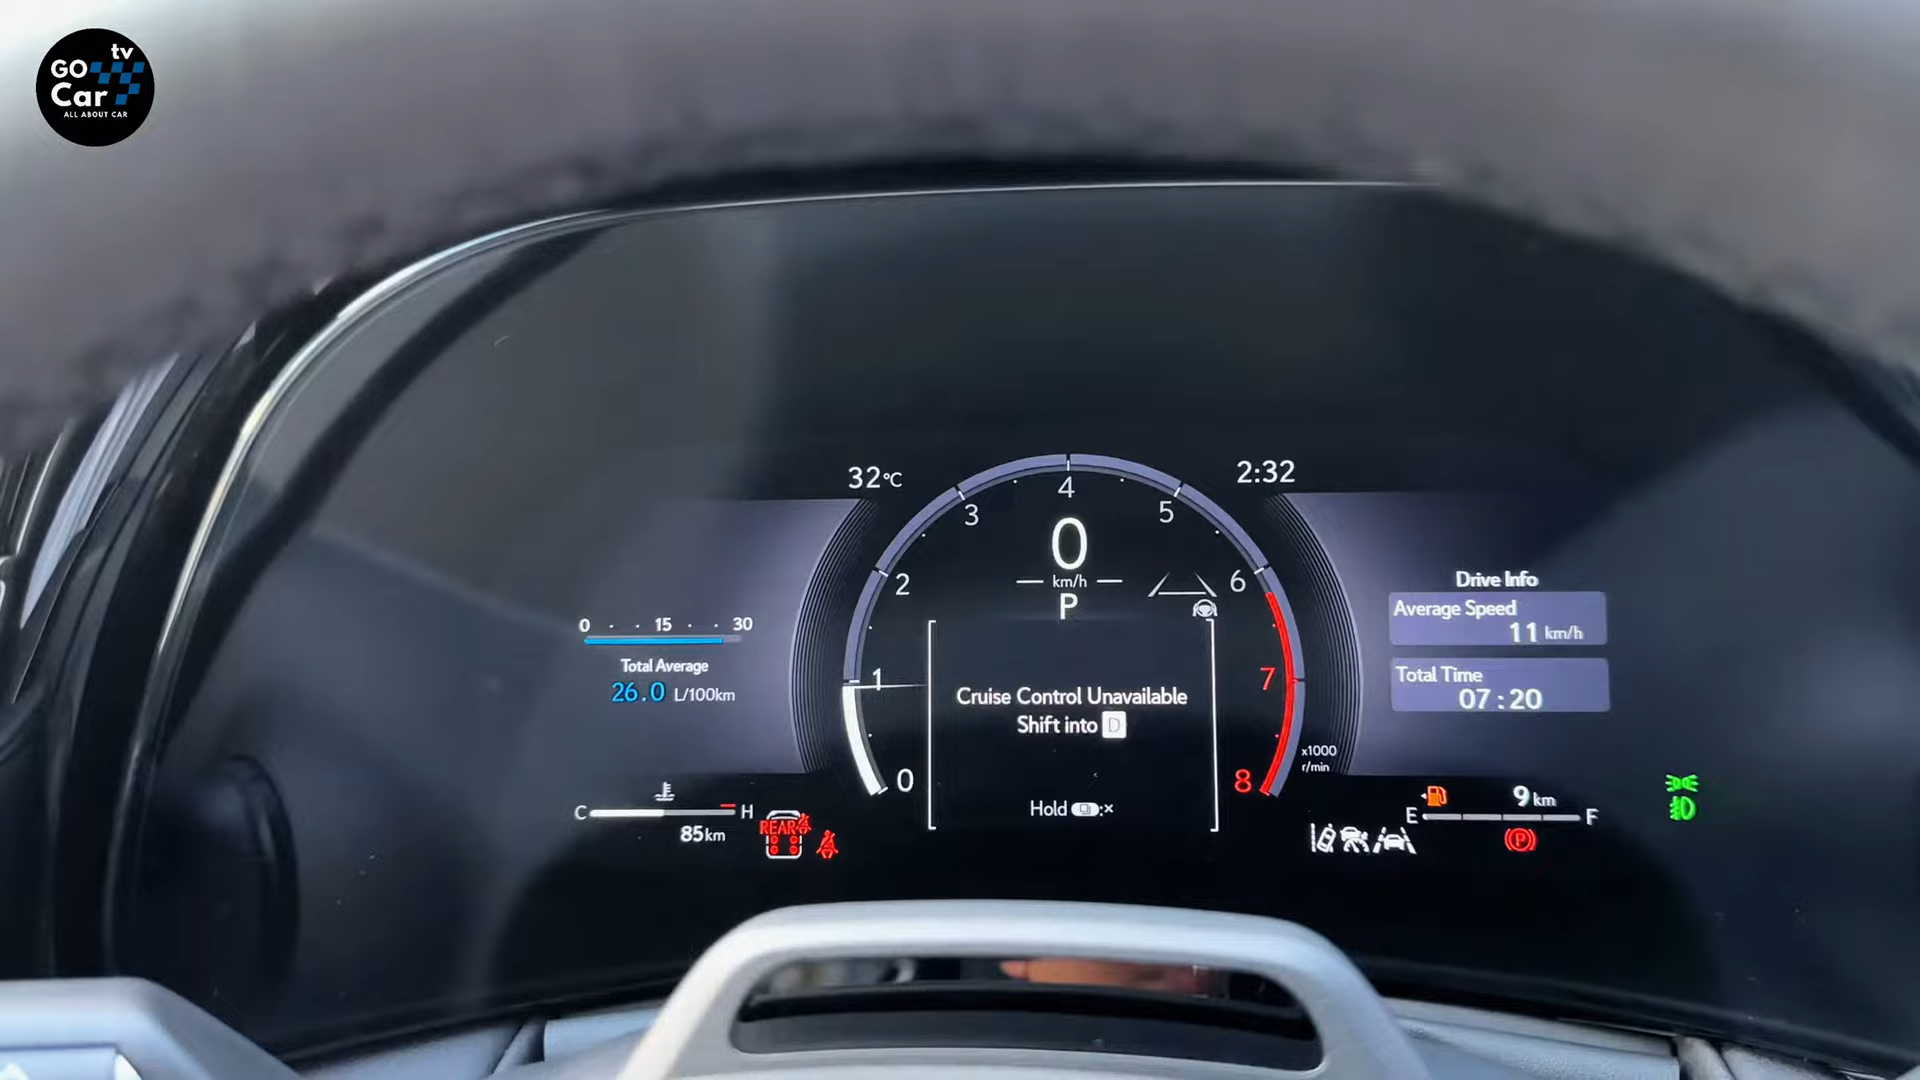 tv
GO
Car
ALL ABOUT CAR
32°C
2:32
4
3
5
0
2
km/h
6
P
0 15 30
Total Average
26.0 L/100km
1
Cruise Control Unavailable
Shift into D
7
Drive Info
Average Speed
11 km/h
Total Time
07:20
x1000
r/min
0
8
Hold :×
C H
85km
REAR
9 km
E F
P